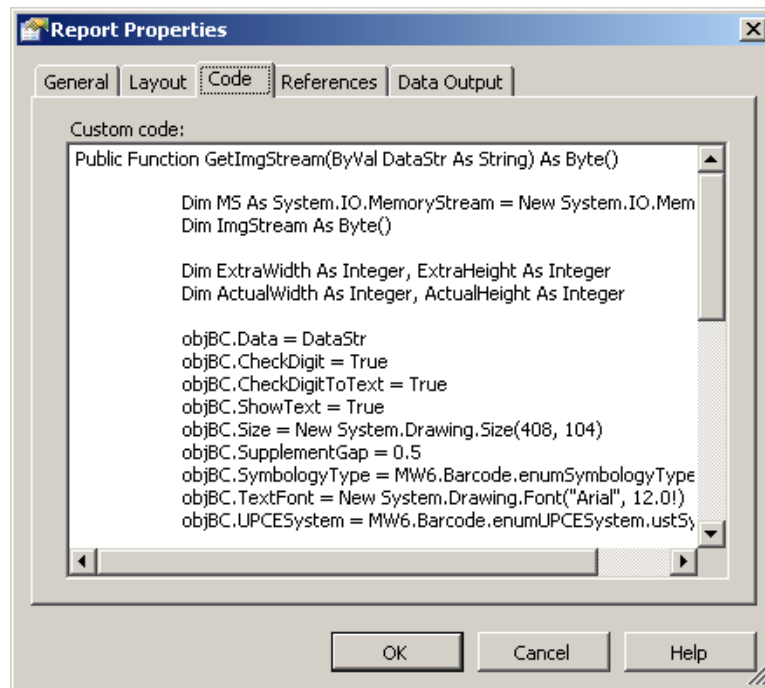 Report Properties
General Layout Code References Data Output
Custom code:
Public Function GetImgStream(ByVal DataStr As String) As Byte()
Dim MS As System.IO.MemoryStream = New System.IO.Mem
Dim ImgStream As Byte()
Dim ExtraWidth As Integer, ExtraHeight As Integer
Dim ActualWidth As Integer, ActualHeight As Integer
objBC.Data = DataStr
objBC.CheckDigit = True
objBC.CheckDigitToText = True
objBC.ShowText = True
objBC.Size = New System.Drawing.Size(408, 104)
objBC.SupplementGap = 0.5
objBC.SymbologyType = MW6.Barcode.enumSymbologyType
objBC.TextFont = New System.Drawing.Font("Arial", 12.0!)
objBC.UPCESystem = MW6.Barcode.enumUPCESystem.ustSy
OK Cancel Help